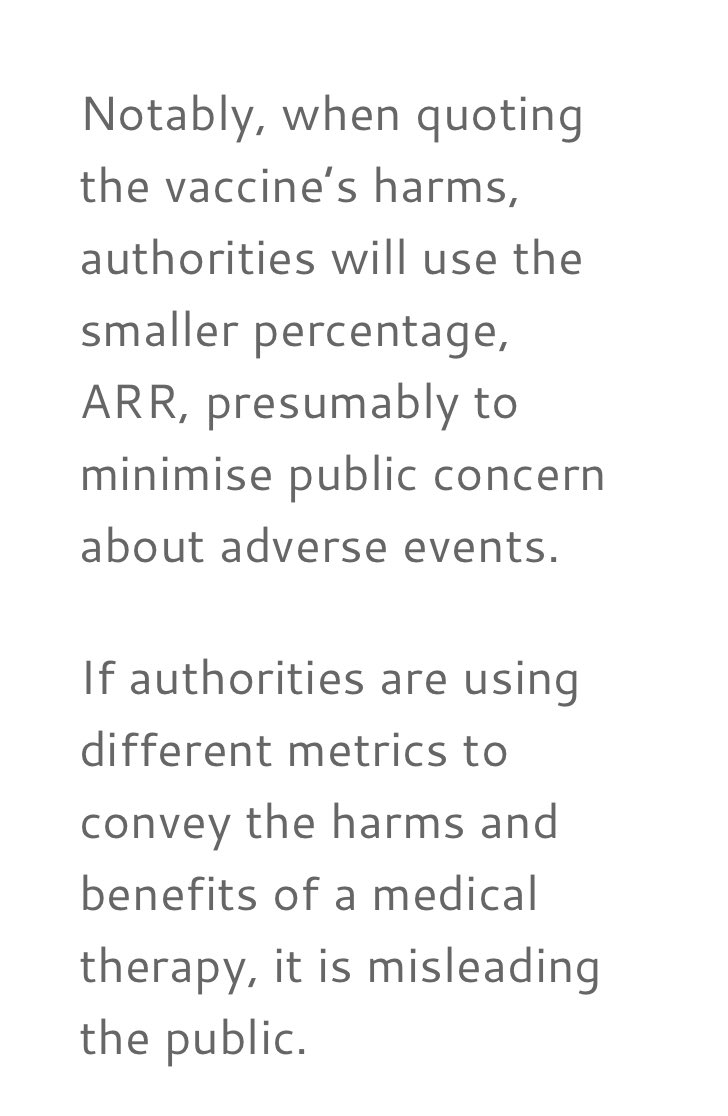 Notably, when quoting
the vaccine’s harms,
authorities will use the
smaller percentage,
ARR, presumably to
minimise public concern
about adverse events.
If authorities are using
different metrics to
convey the harms and
benefits of a medical
therapy, it is misleading
the public.